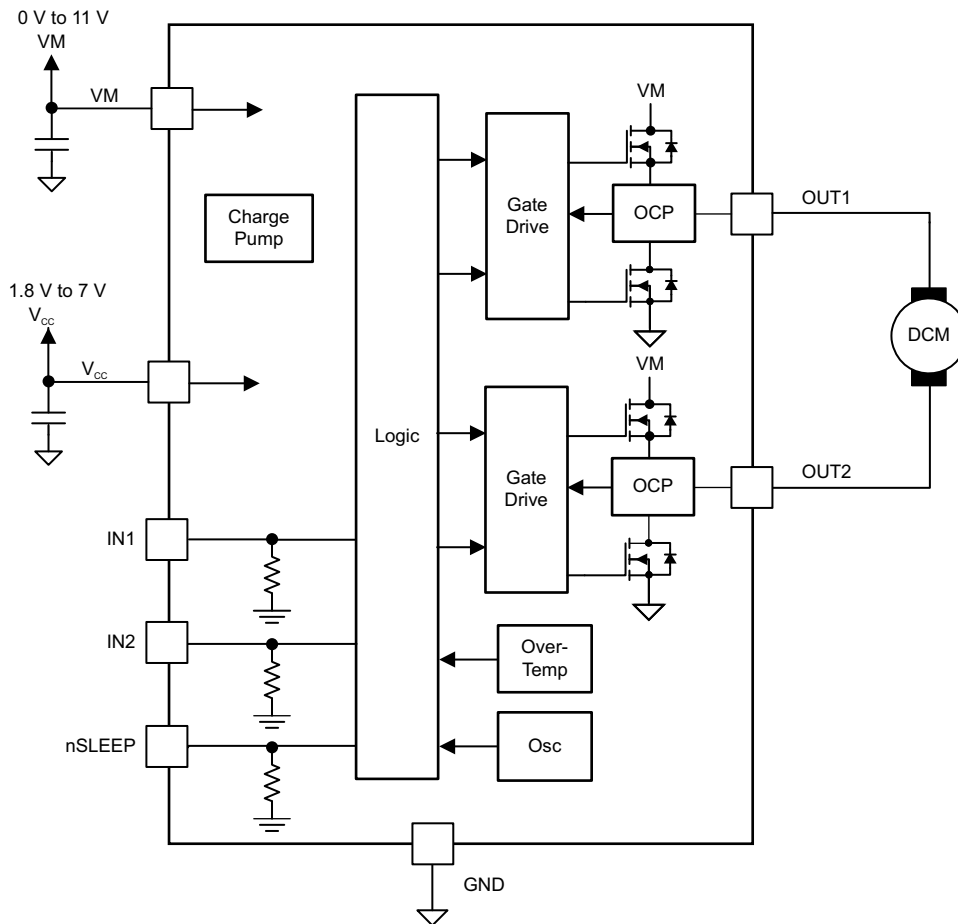 0 V to 11 V
VM
VM
Charge
Pump
1.8 V to 7 V
VCC
VCC
IN1
IN2
nSLEEP
Logic
Gate
Drive
VM
OCP
OUT1
DCM
Gate
Drive
VM
OCP
OUT2
Over-
Temp
Osc
GND